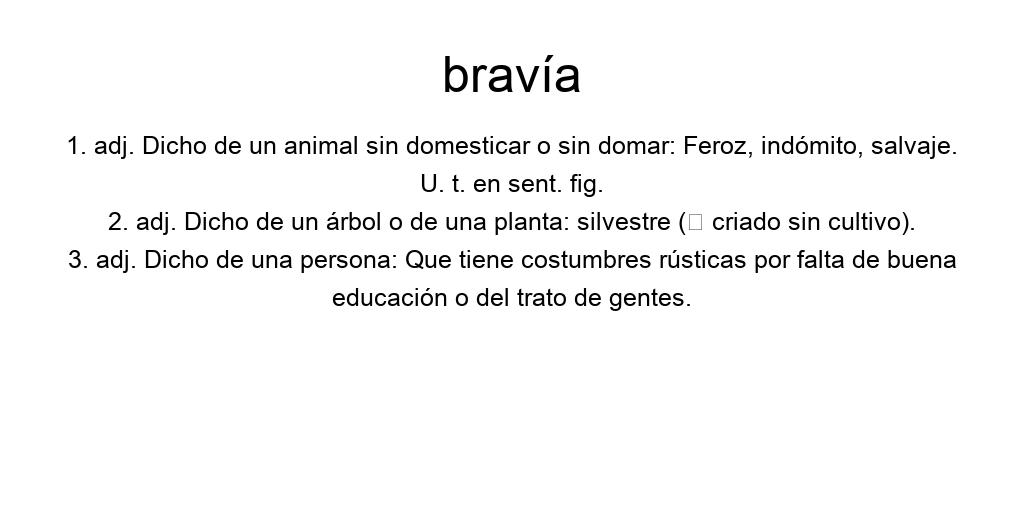 bravía
1. adj. Dicho de un animal sin domesticar o sin domar: Feroz, indómito, salvaje.
U. t. en sent. fig.
2. adj. Dicho de un árbol o de una planta: silvestre (□ criado sin cultivo).
3. adj. Dicho de una persona: Que tiene costumbres rústicas por falta de buena
educación o del trato de gentes.